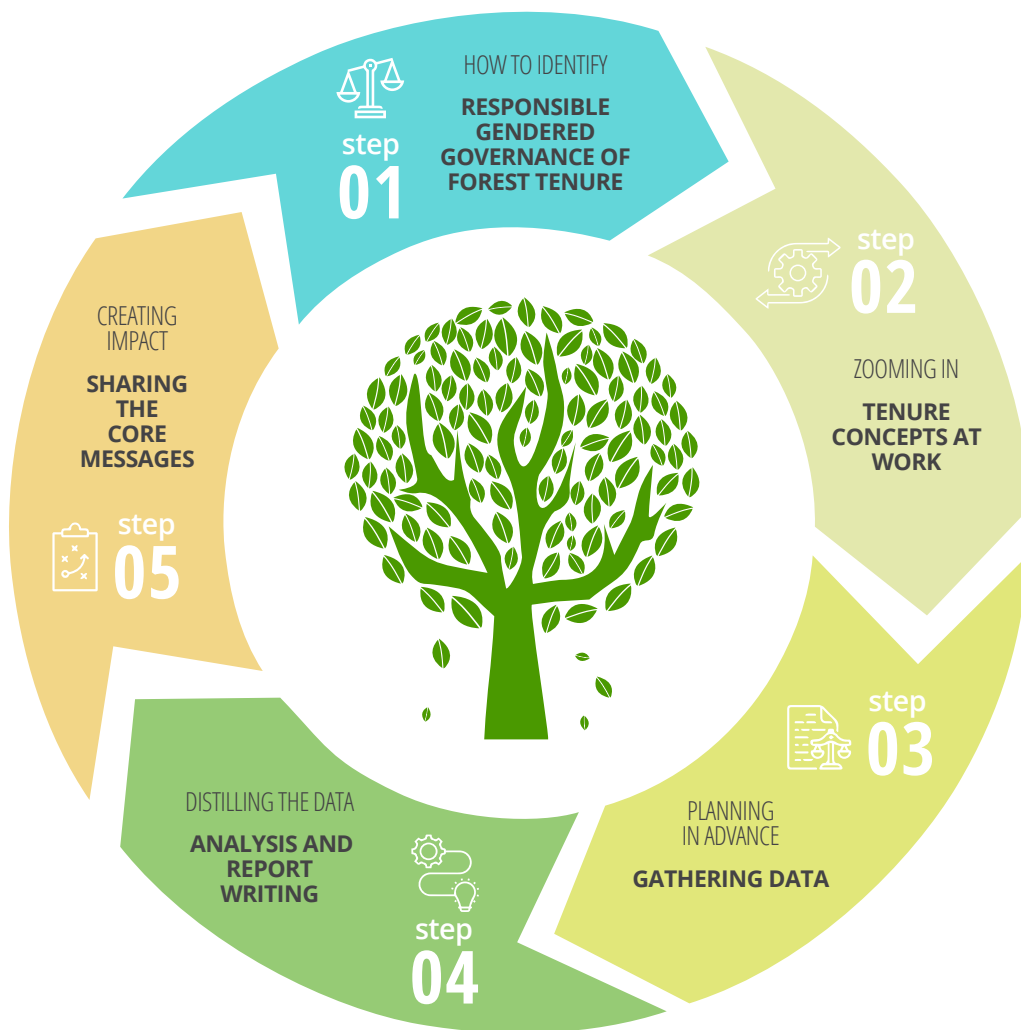 HOW TO IDENTIFY
RESPONSIBLE
GENDERED
GOVERNANCE OF
FOREST TENURE
step
01
step
02
ZOOMING IN
TENURE
CONCEPTS AT
WORK
step
03
PLANNING
IN ADVANCE
GATHERING DATA
DISTILLING THE DATA
ANALYSIS AND
REPORT
WRITING
step
04
CREATING
IMPACT
SHARING
THE
CORE
MESSAGES
step
05